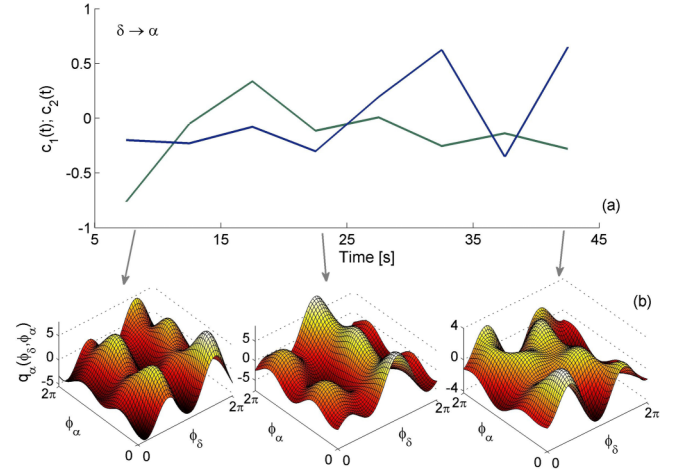 δ → α
1
0.5
0
-0.5
-1
c₁(t); c₂(t)
(a)
5 15 25 35 45
Time [s]
(b)
qα(ϕδ,ϕα)
5
0
-5
2π
ϕα
0 0
ϕδ
2π
5
0
-5
2π
ϕα
0 0
ϕδ
2π
4
0
-4
2π
ϕα
0 0
ϕδ
2π